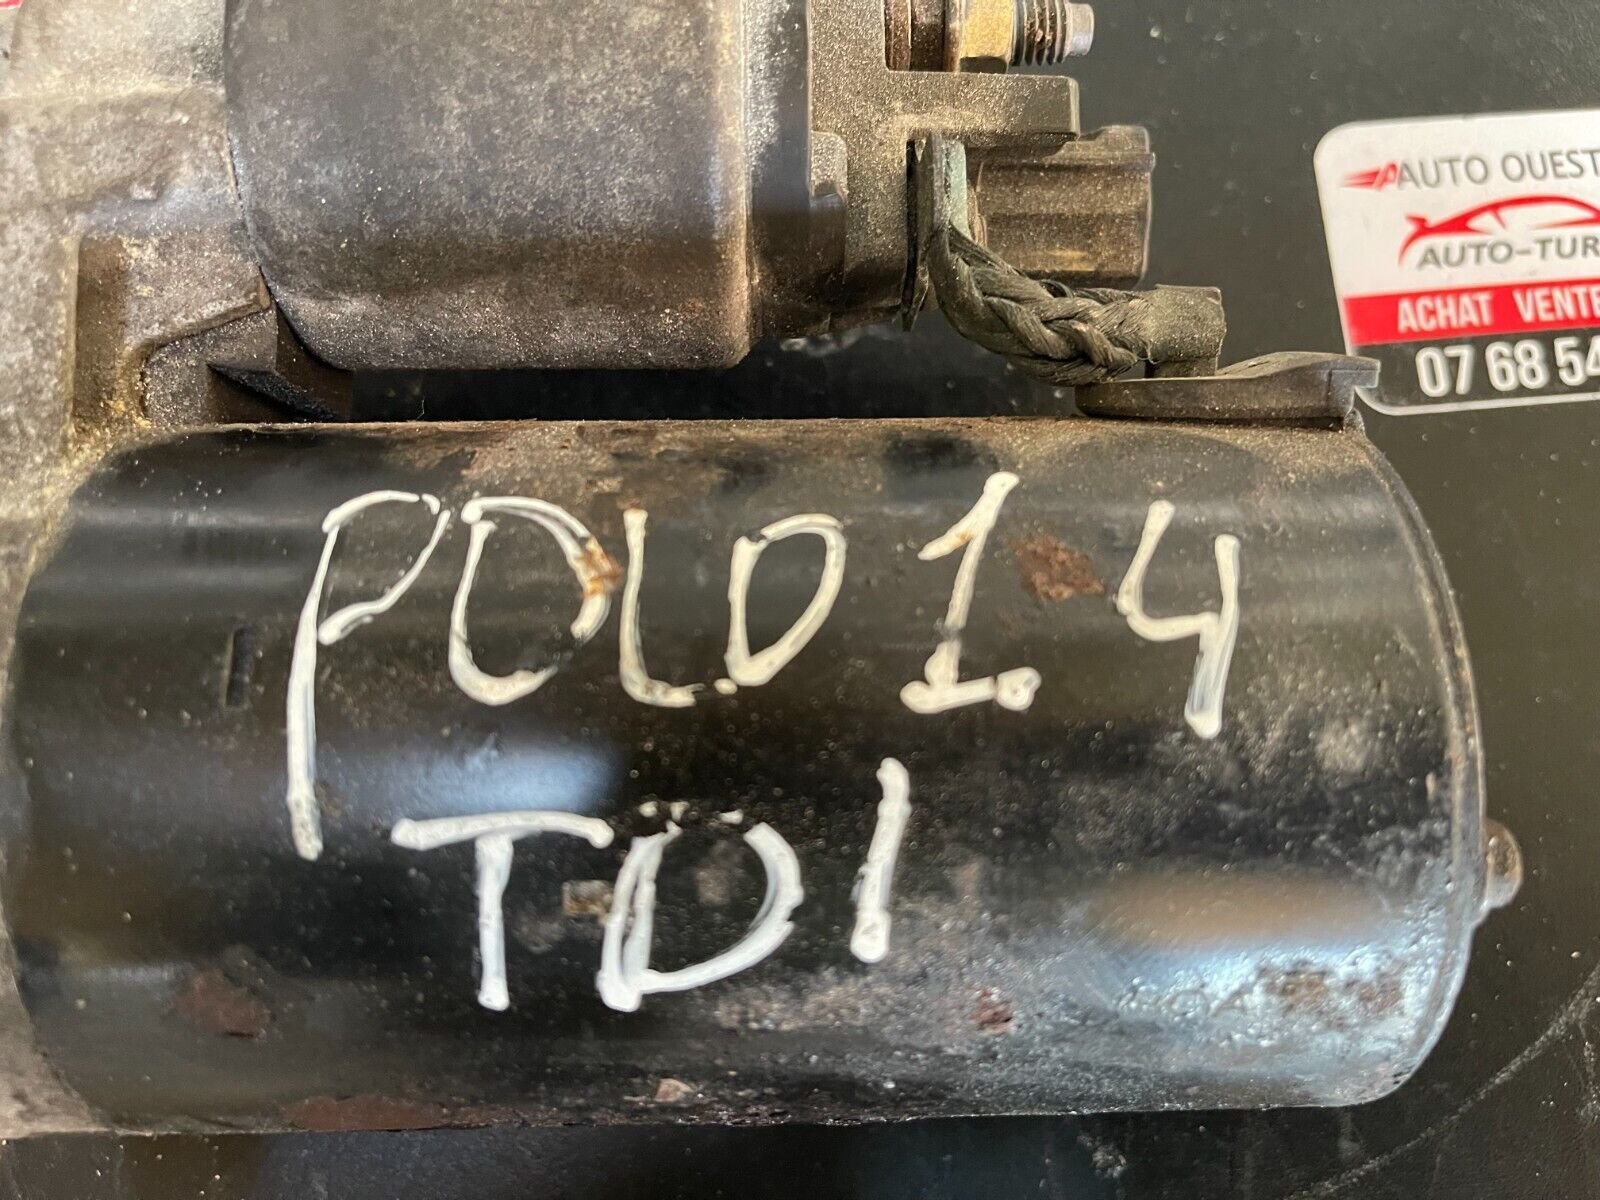 AUTO OUEST
AUTO-TUR
ACHAT VENTE
07 68 54
POLO 1.4
TDI